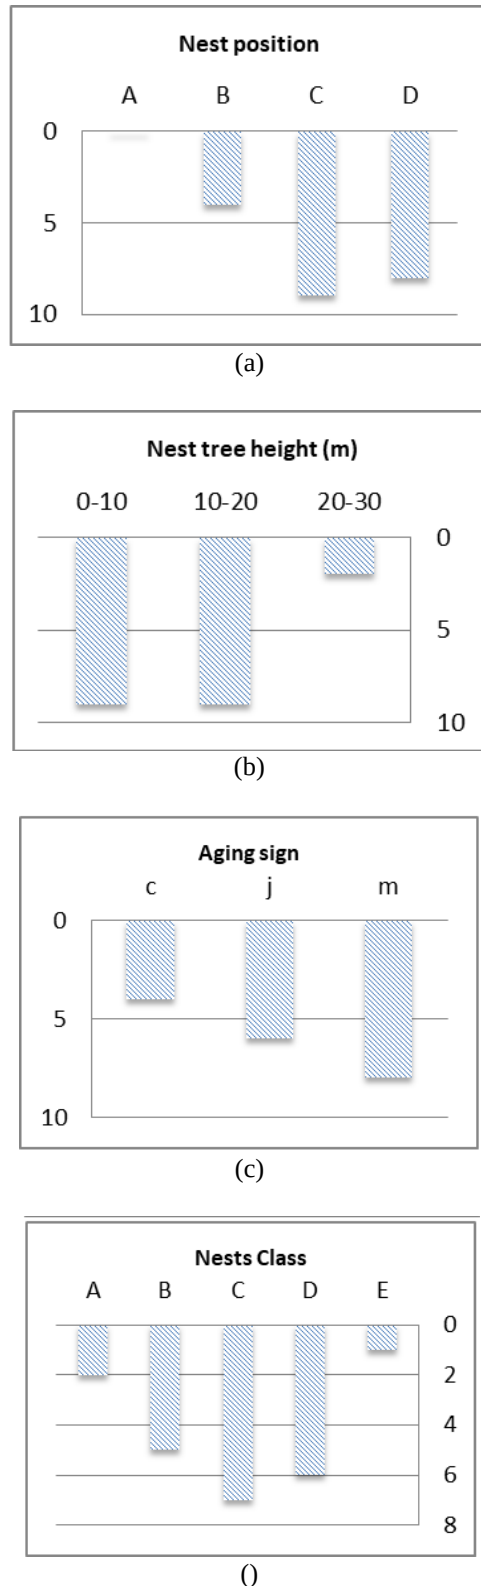 Nest position
A B C D
0
5
10
(a)
Nest tree height (m)
0-10 10-20 20-30
0
5
10
(b)
Aging sign
c j m
0
5
10
(c)
Nests Class
A B C D E
0
2
4
6
8
()